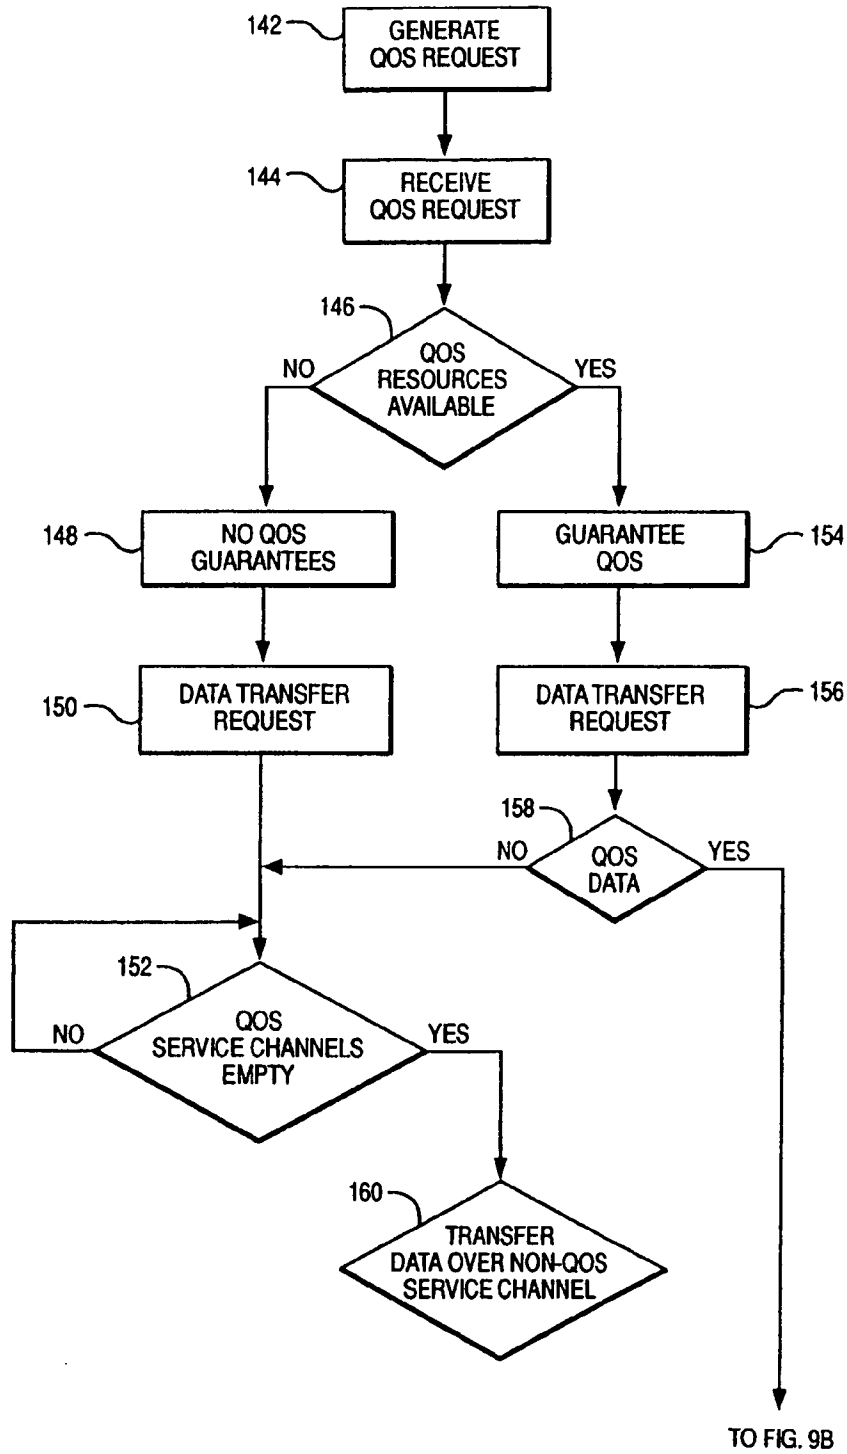 142
GENERATE
QOS REQUEST
144
RECEIVE
QOS REQUEST
146
QOS
RESOURCES
AVAILABLE
NO
YES
148
NO QOS
GUARANTEES
GUARANTEE
QOS
154
150
DATA TRANSFER
REQUEST
DATA TRANSFER
REQUEST
156
158
QOS
DATA
NO
YES
152
QOS
SERVICE CHANNELS
EMPTY
NO
YES
160
TRANSFER
DATA OVER NON-QOS
SERVICE CHANNEL
TO FIG. 9B